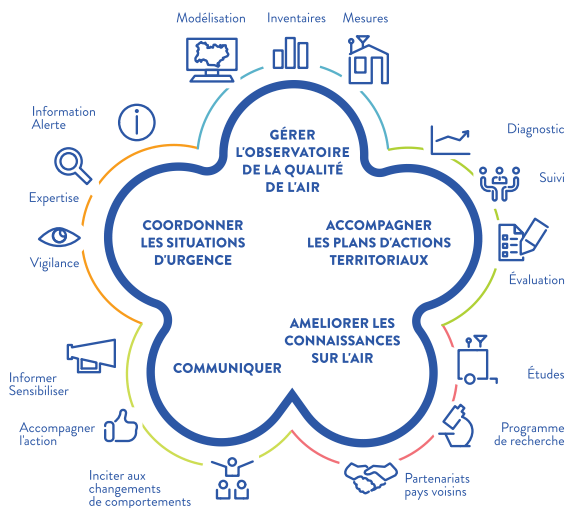 Modélisation
Inventaires
Mesures
GÉRER
L'OBSERVATOIRE
DE LA QUALITÉ
DE L'AIR
Diagnostic
Suivi
Évaluation
ACCOMPAGNER
LES PLANS D'ACTIONS
TERRITORIAUX
Études
Programme
de recherche
Partenariats
pays voisins
AMELIORER LES
CONNAISSANCES
SUR L'AIR
Inciter aux
changements
de comportements
Accompagner
l'action
Informer
Sensibiliser
COMMUNIQUER
Vigilance
Expertise
Information
Alerte
COORDONNER
LES SITUATIONS
D'URGENCE